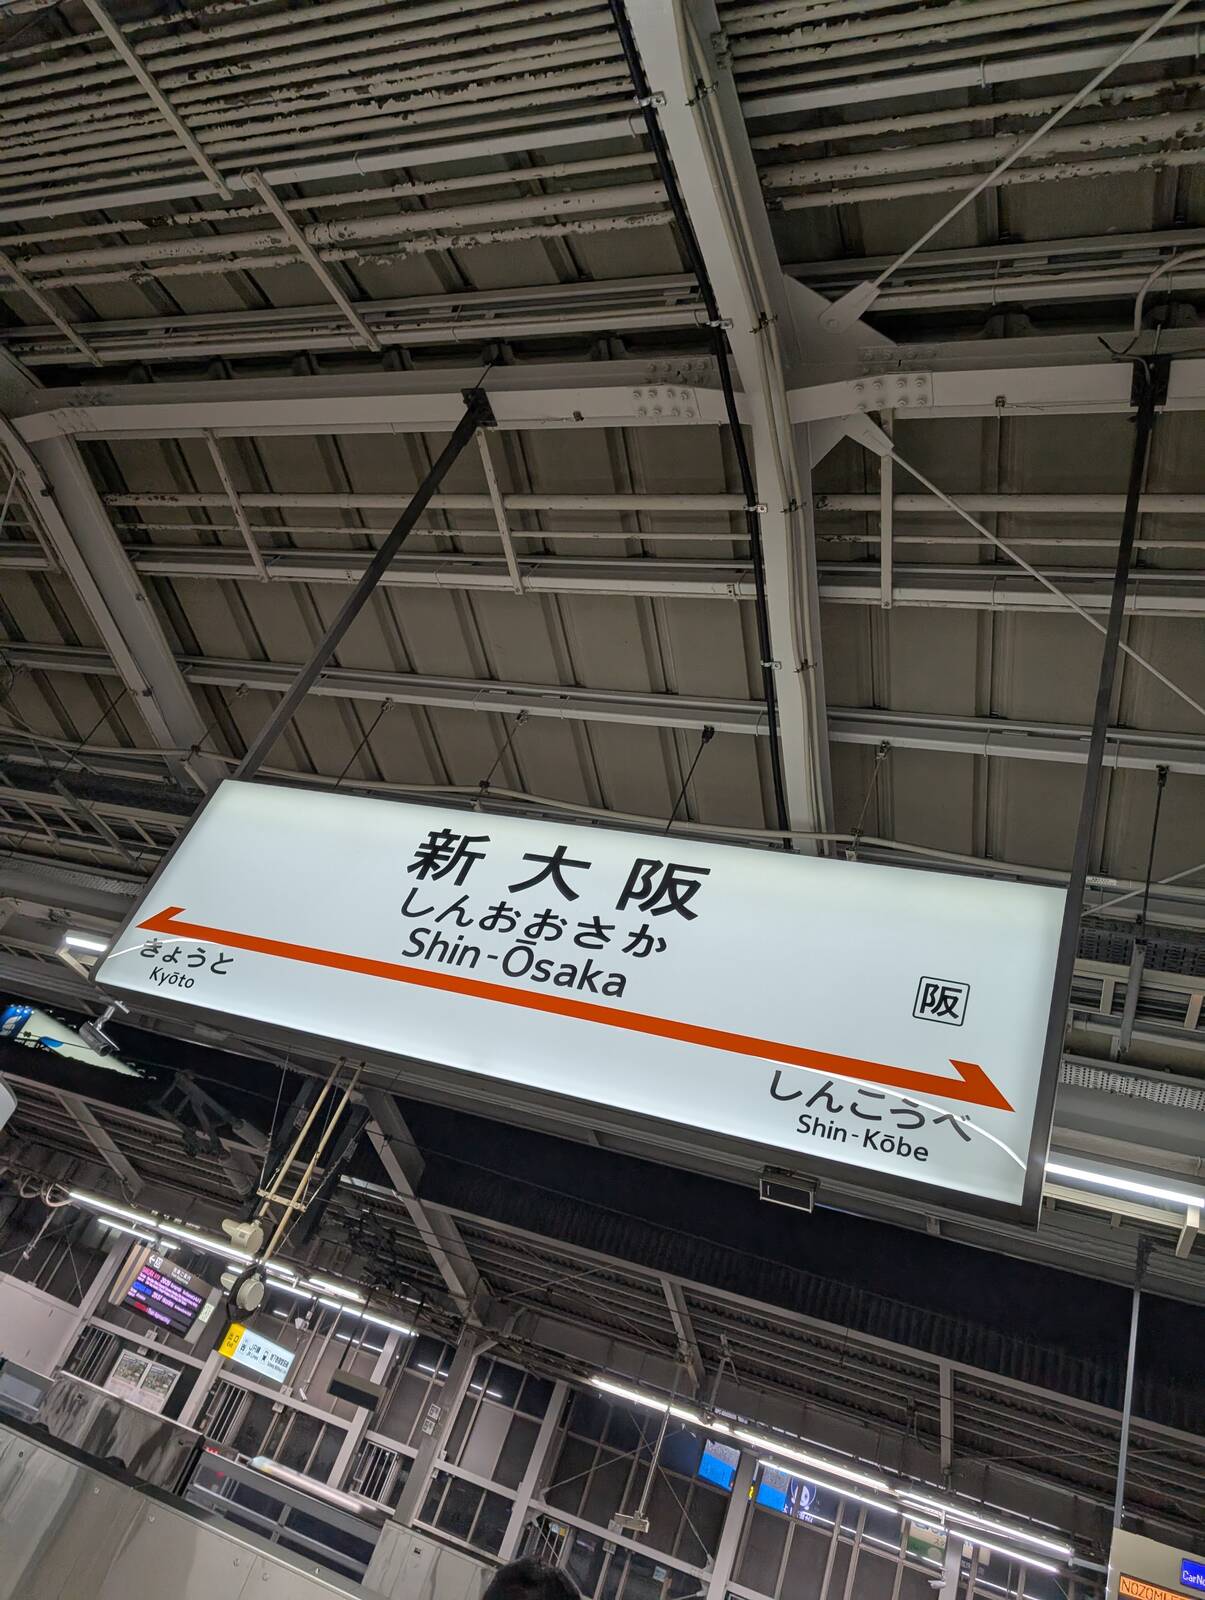 新大阪
しんおおさか
Shin-Ōsaka
阪
きょうと
Kyōto
しんこうべ
Shin-Kōbe
NOZOMI